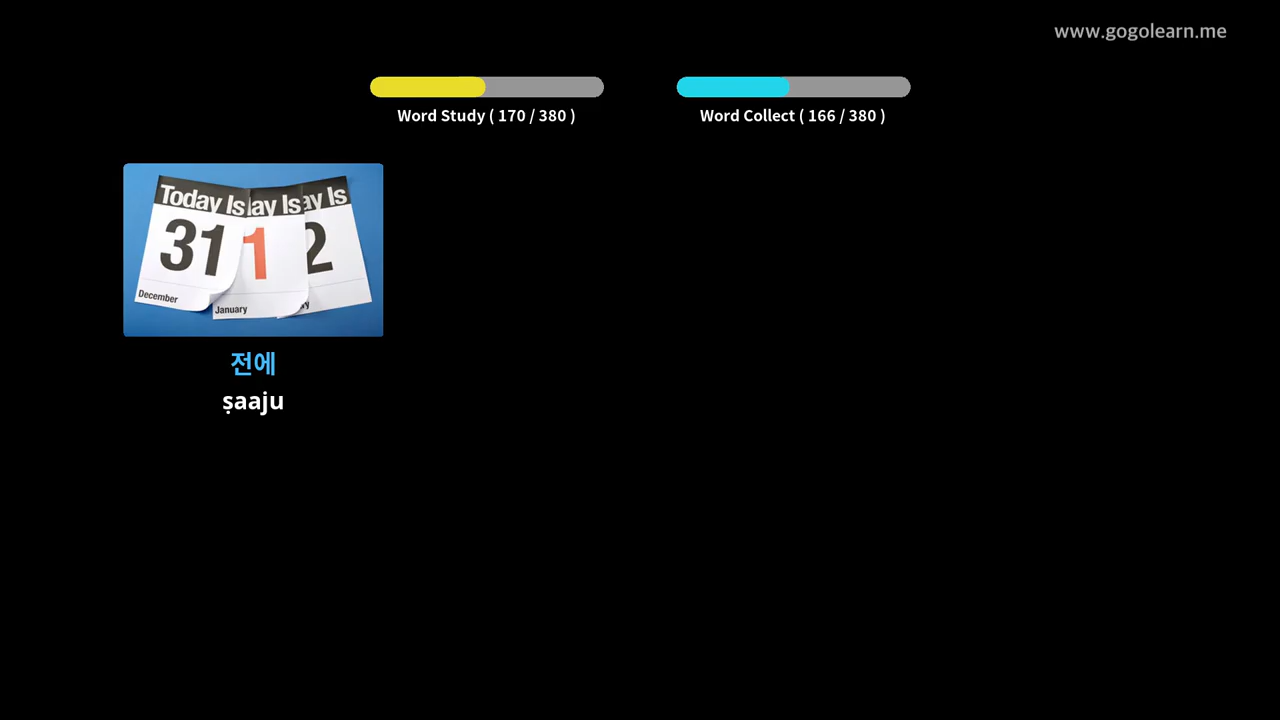 www.gogolearn.me
Word Study ( 170 / 380 )
Word Collect ( 166 / 380 )
Today Is
ay Is
ay Is
31
1
2
December
January
전에
ṣaaju